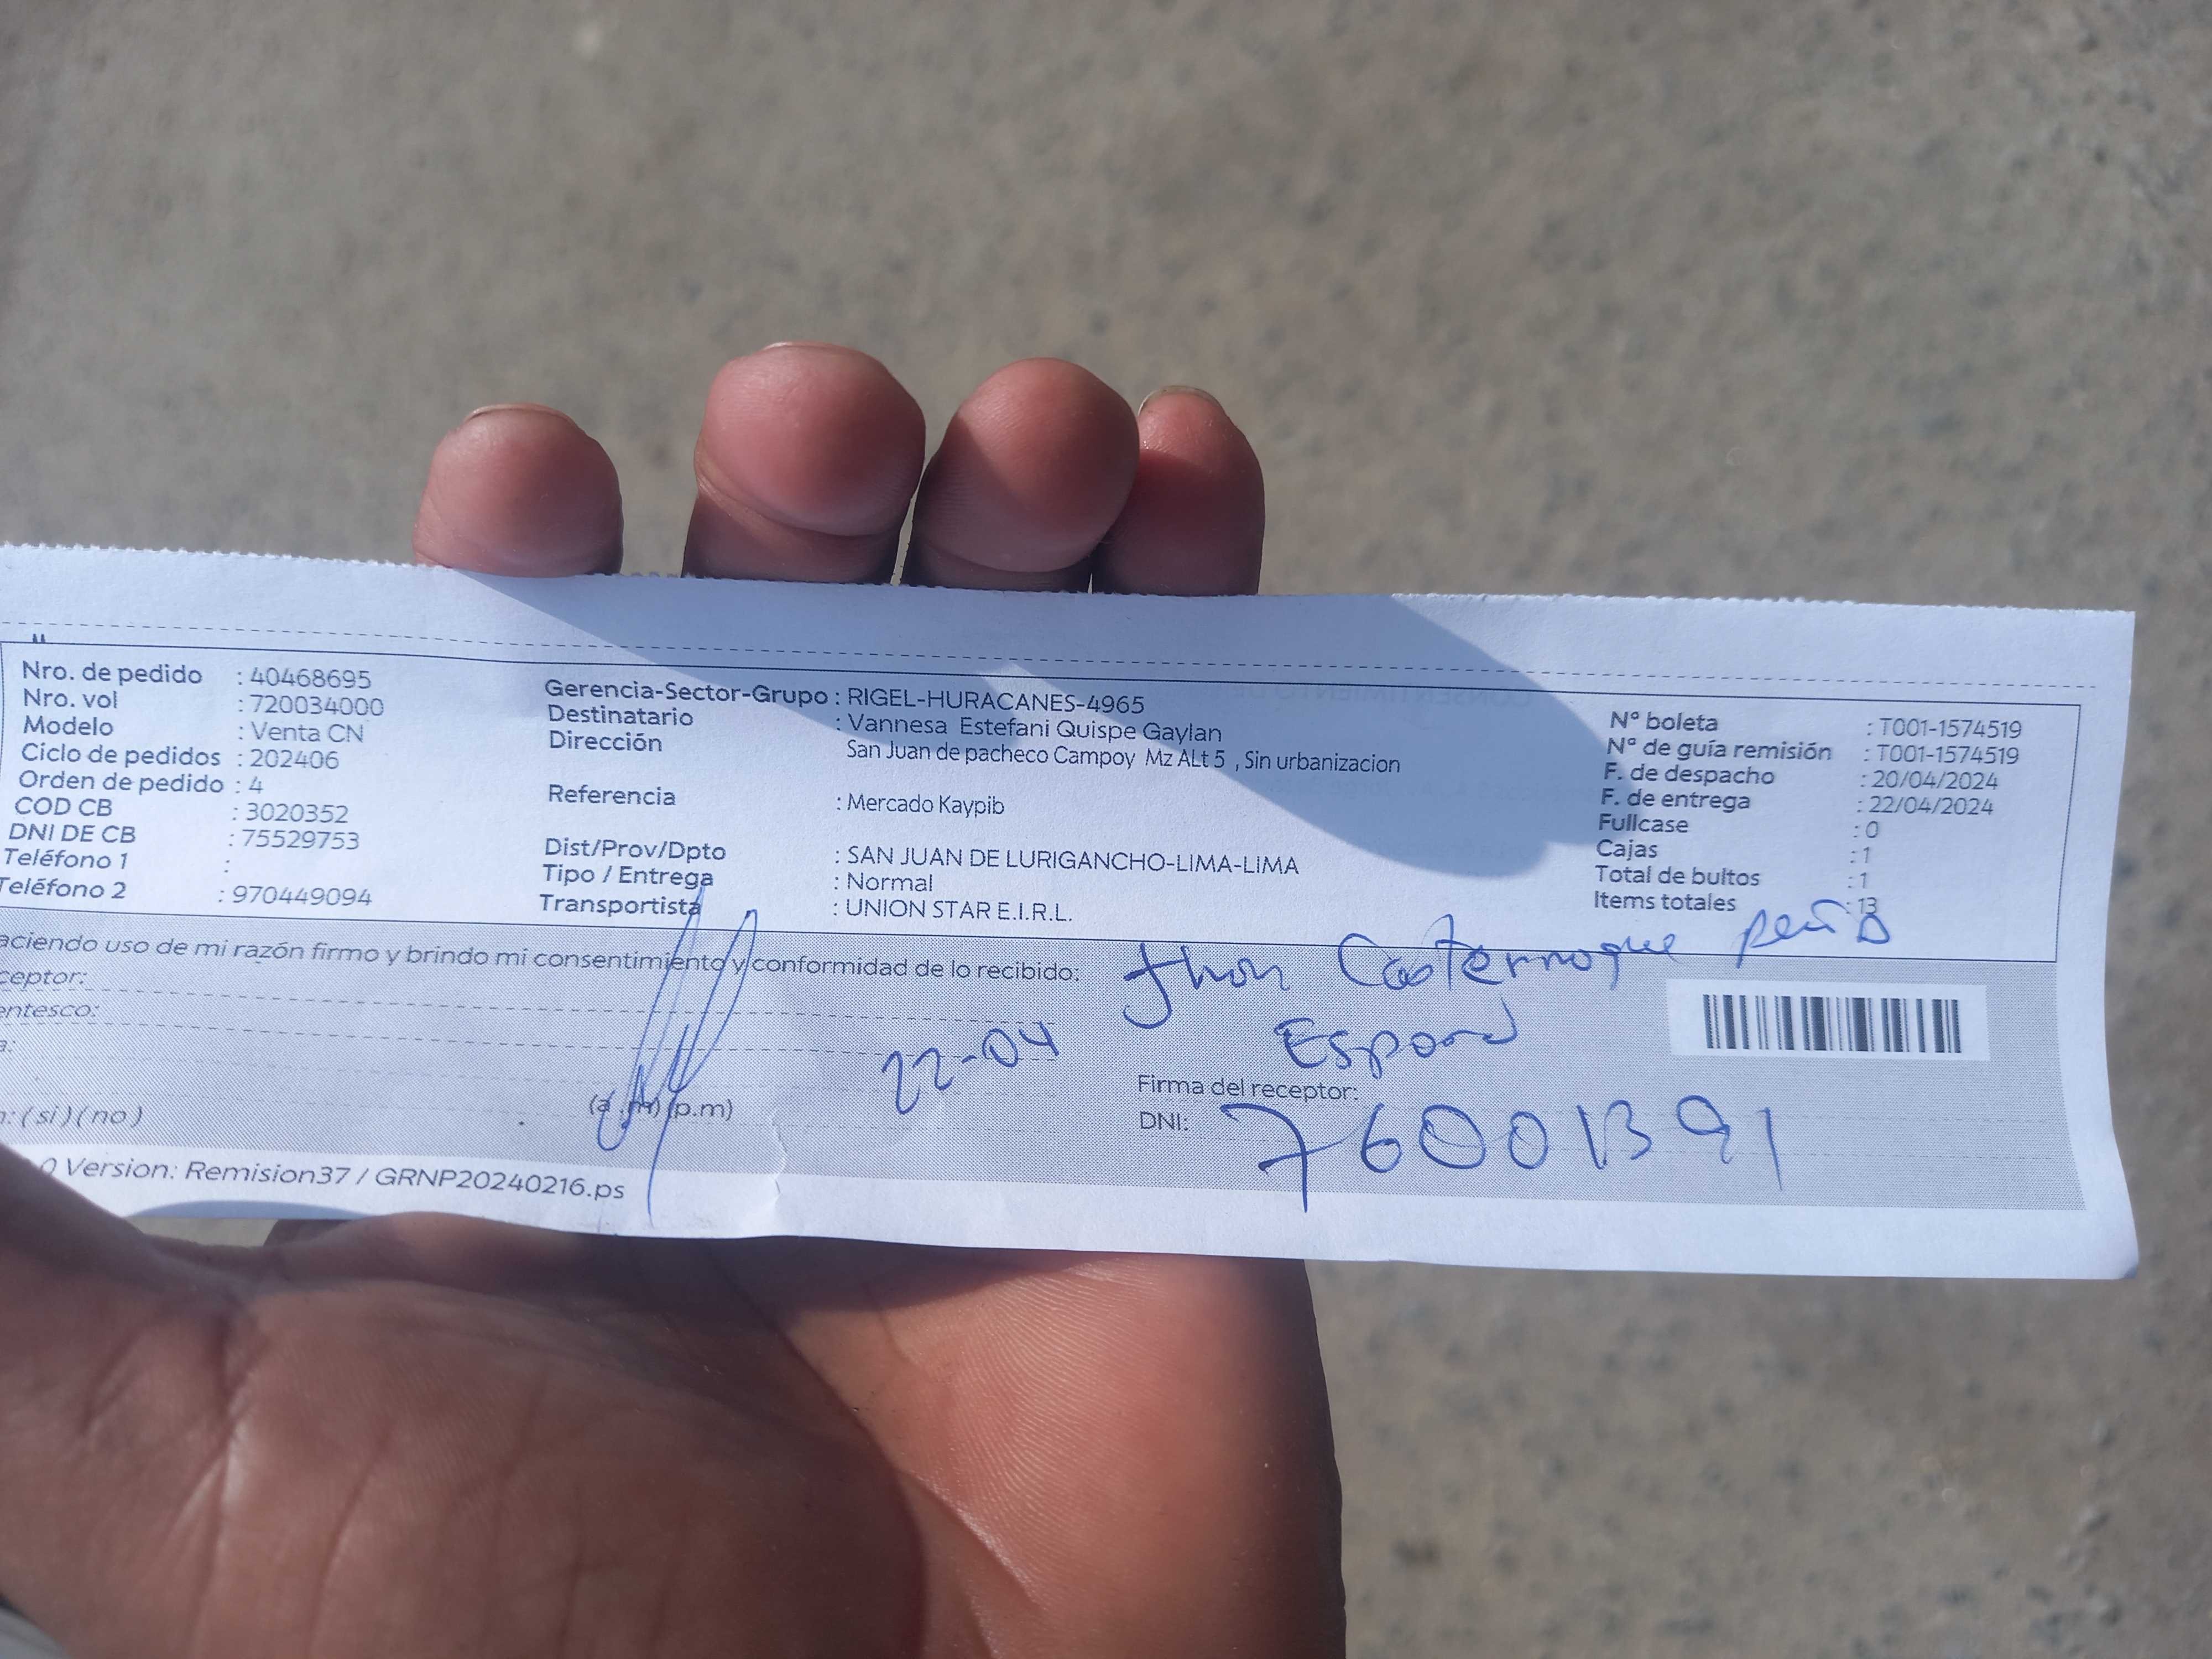 Nro. de pedido : 40468695
Nro. vol : 720034000
Modelo : Venta CN
Ciclo de pedidos : 202406
Orden de pedido : 4
COD CB : 3020352
DNI DE CB : 75529753
Teléfono 1 :
Teléfono 2 : 970449094
Gerencia-Sector-Grupo : RIGEL-HURACANES-4965
Destinatario : Vannesa Estefani Quispe Gaylan
Dirección San Juan de pacheco Campoy Mz ALt 5 , Sin urbanizacion
Referencia : Mercado Kaypib
Dist/Prov/Dpto : SAN JUAN DE LURIGANCHO-LIMA-LIMA
Tipo / Entrega : Normal
Transportista : UNION STAR E.I.R.L.
N° boleta : T001-1574519
N° de guía remisión : T001-1574519
F. de despacho : 20/04/2024
F. de entrega : 22/04/2024
Fullcase : 0
Cajas : 1
Total de bultos : 1
Items totales : 13
aciendo uso de mi razón firmo y brindo mi consentimiento y conformidad de lo recibido:
Jhon peña
ceptor:
entesco:
a:
22-04
Firma del receptor:
n: (si) (no) (a.m) (p.m)
DNI: 76001391
0 Version: Remision37 / GRNP20240216.ps